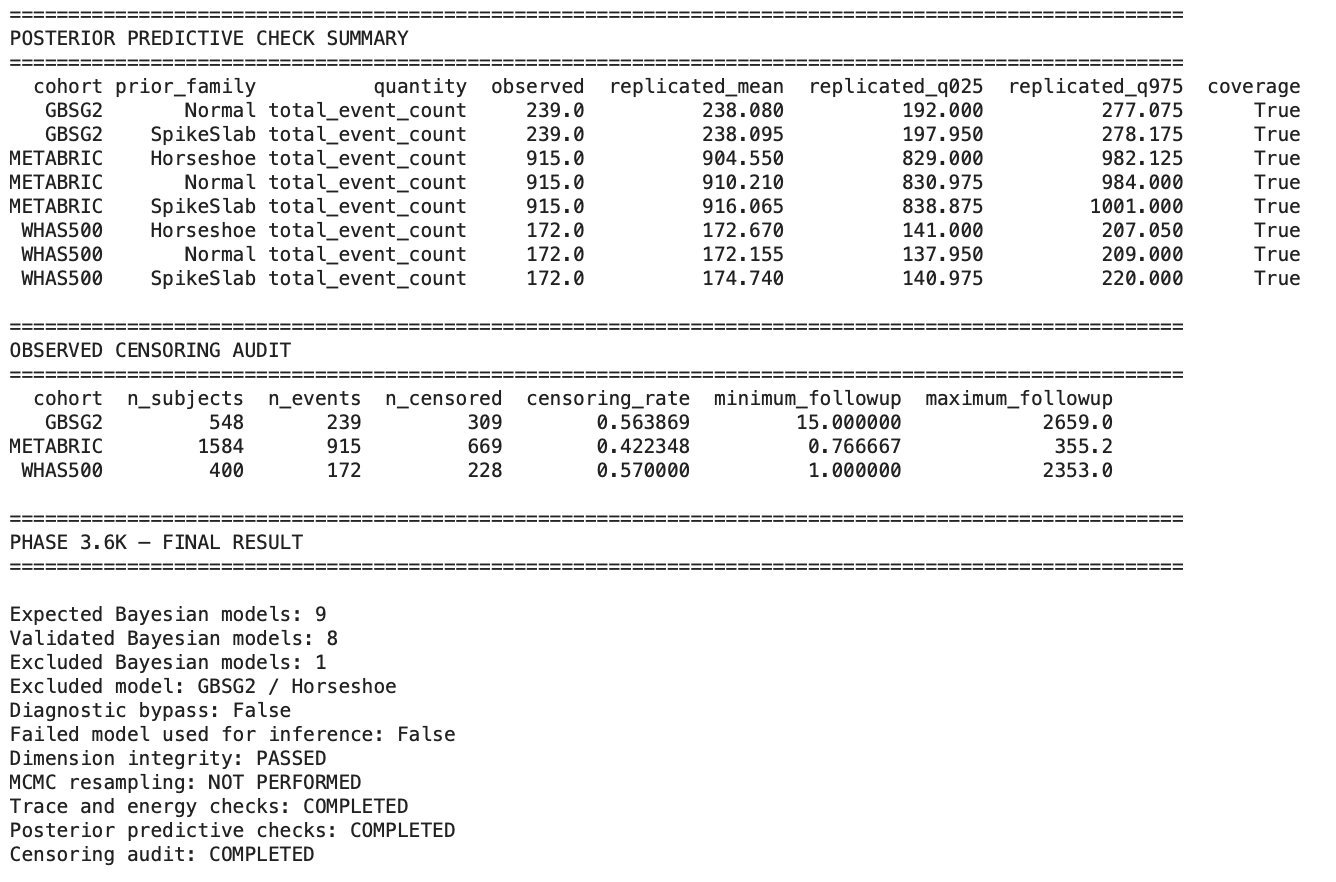 ====================================================================================================
POSTERIOR PREDICTIVE CHECK SUMMARY
====================================================================================================
   cohort prior_family            quantity  observed  replicated_mean  replicated_q025  replicated_q975  coverage
    GBSG2       Normal total_event_count     239.0          238.080          192.000          277.075      True
    GBSG2    SpikeSlab total_event_count     239.0          238.095          197.950          278.175      True
METABRIC    Horseshoe total_event_count     915.0          904.550          829.000          982.125      True
METABRIC       Normal total_event_count     915.0          910.210          830.975          984.000      True
METABRIC    SpikeSlab total_event_count     915.0          916.065          838.875         1001.000      True
  WHAS500    Horseshoe total_event_count     172.0          172.670          141.000          207.050      True
  WHAS500       Normal total_event_count     172.0          172.155          137.950          209.000      True
  WHAS500    SpikeSlab total_event_count     172.0          174.740          140.975          220.000      True
====================================================================================================
OBSERVED CENSORING AUDIT
====================================================================================================
   cohort  n_subjects  n_events  n_censored  censoring_rate  minimum_followup  maximum_followup
    GBSG2         548       239         309        0.563869         15.000000            2659.0
METABRIC        1584       915         669        0.422348          0.766667             355.2
  WHAS500         400       172         228        0.570000          1.000000            2353.0
====================================================================================================
PHASE 3.6K — FINAL RESULT
====================================================================================================
Expected Bayesian models: 9
Validated Bayesian models: 8
Excluded Bayesian models: 1
Excluded model: GBSG2 / Horseshoe
Diagnostic bypass: False
Failed model used for inference: False
Dimension integrity: PASSED
MCMC resampling: NOT PERFORMED
Trace and energy checks: COMPLETED
Posterior predictive checks: COMPLETED
Censoring audit: COMPLETED